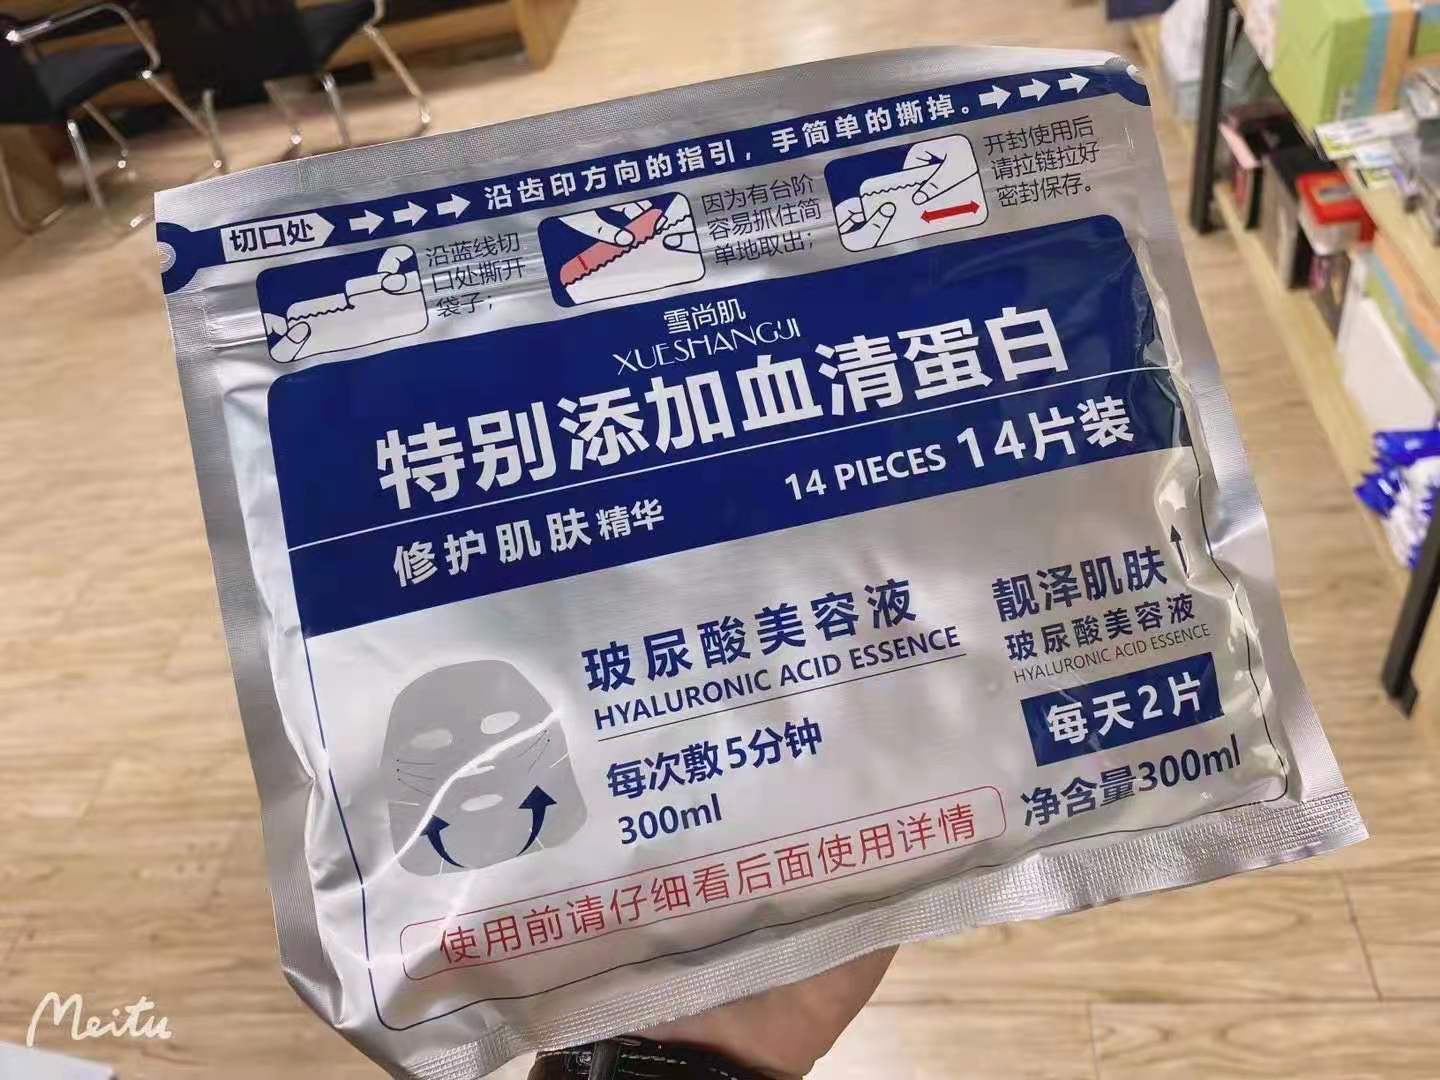 切口处
沿齿印方向的指引，手简单的撕掉。
沿蓝线切
口处撕开
袋子；
因为有台阶
容易抓住简
单地取出；
开封使用后
请拉链拉好
密封保存。
雪尚肌
XUESHANGJI
特别添加血清蛋白
修护肌肤精华
14 PIECES 14片装
玻尿酸美容液
HYALURONIC ACID ESSENCE
每次敷5分钟
300ml
靓泽肌肤
玻尿酸美容液
HYALURONIC ACID ESSENCE
每天2片
净含量300ml
使用前请仔细看后面使用详情
Meitu